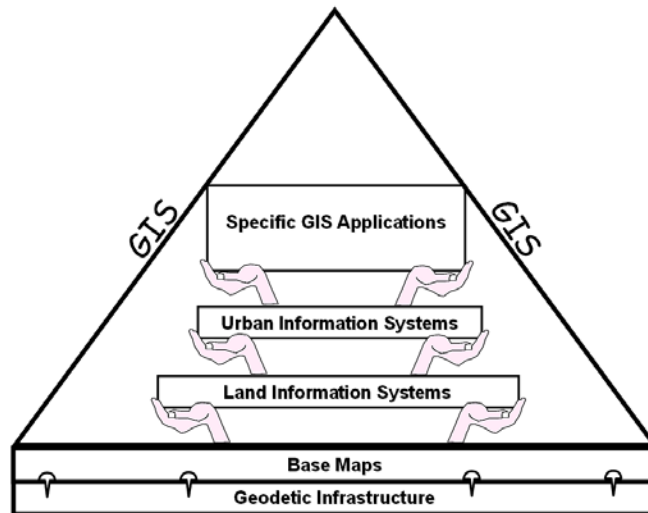 GIS
GIS
Specific GIS Applications
Urban Information Systems
Land Information Systems
Base Maps
Geodetic Infrastructure